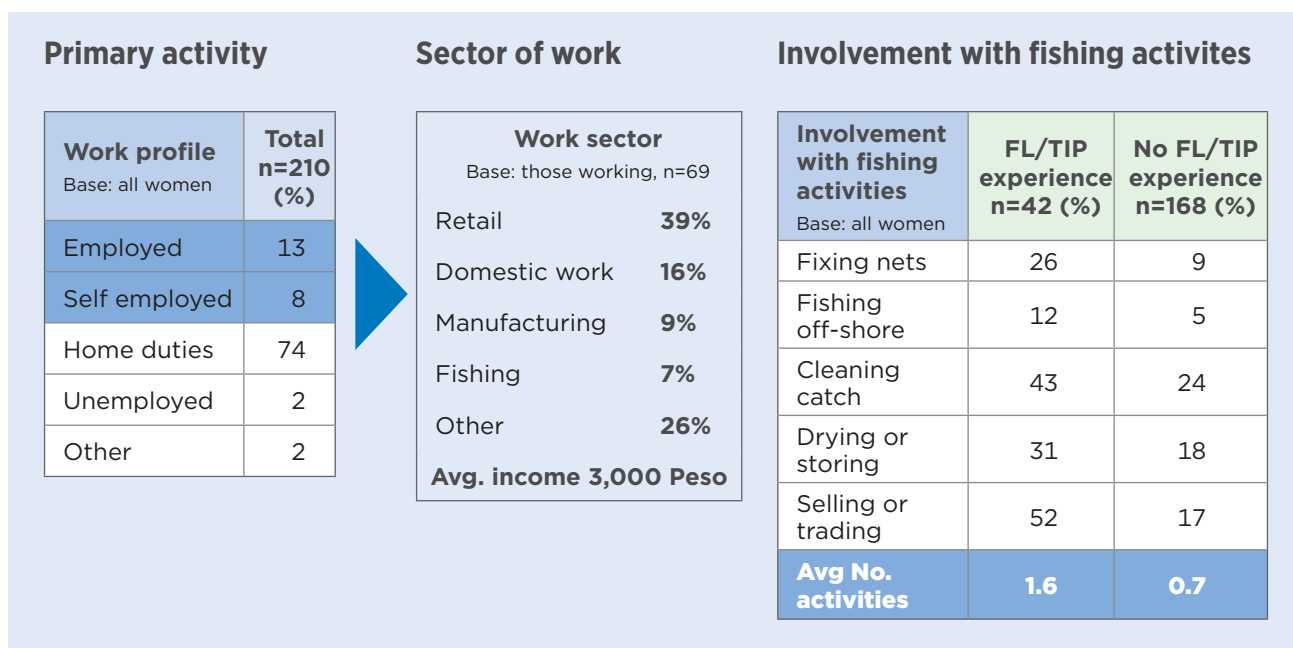 Primary activity
Work profile
Base: all women
Total
n=210
(%)
Employed 13
Self employed 8
Home duties 74
Unemployed 2
Other 2
Sector of work
Work sector
Base: those working, n=69
Retail 39%
Domestic work 16%
Manufacturing 9%
Fishing 7%
Other 26%
Avg. income 3,000 Peso
Involvement with fishing activites
Involvement
with fishing
activities
Base: all women
FL/TIP
experience
n=42 (%)
No FL/TIP
experience
n=168 (%)
Fixing nets 26 9
Fishing
off-shore 12 5
Cleaning
catch 43 24
Drying or
storing 31 18
Selling or
trading 52 17
Avg No.
activities 1.6 0.7